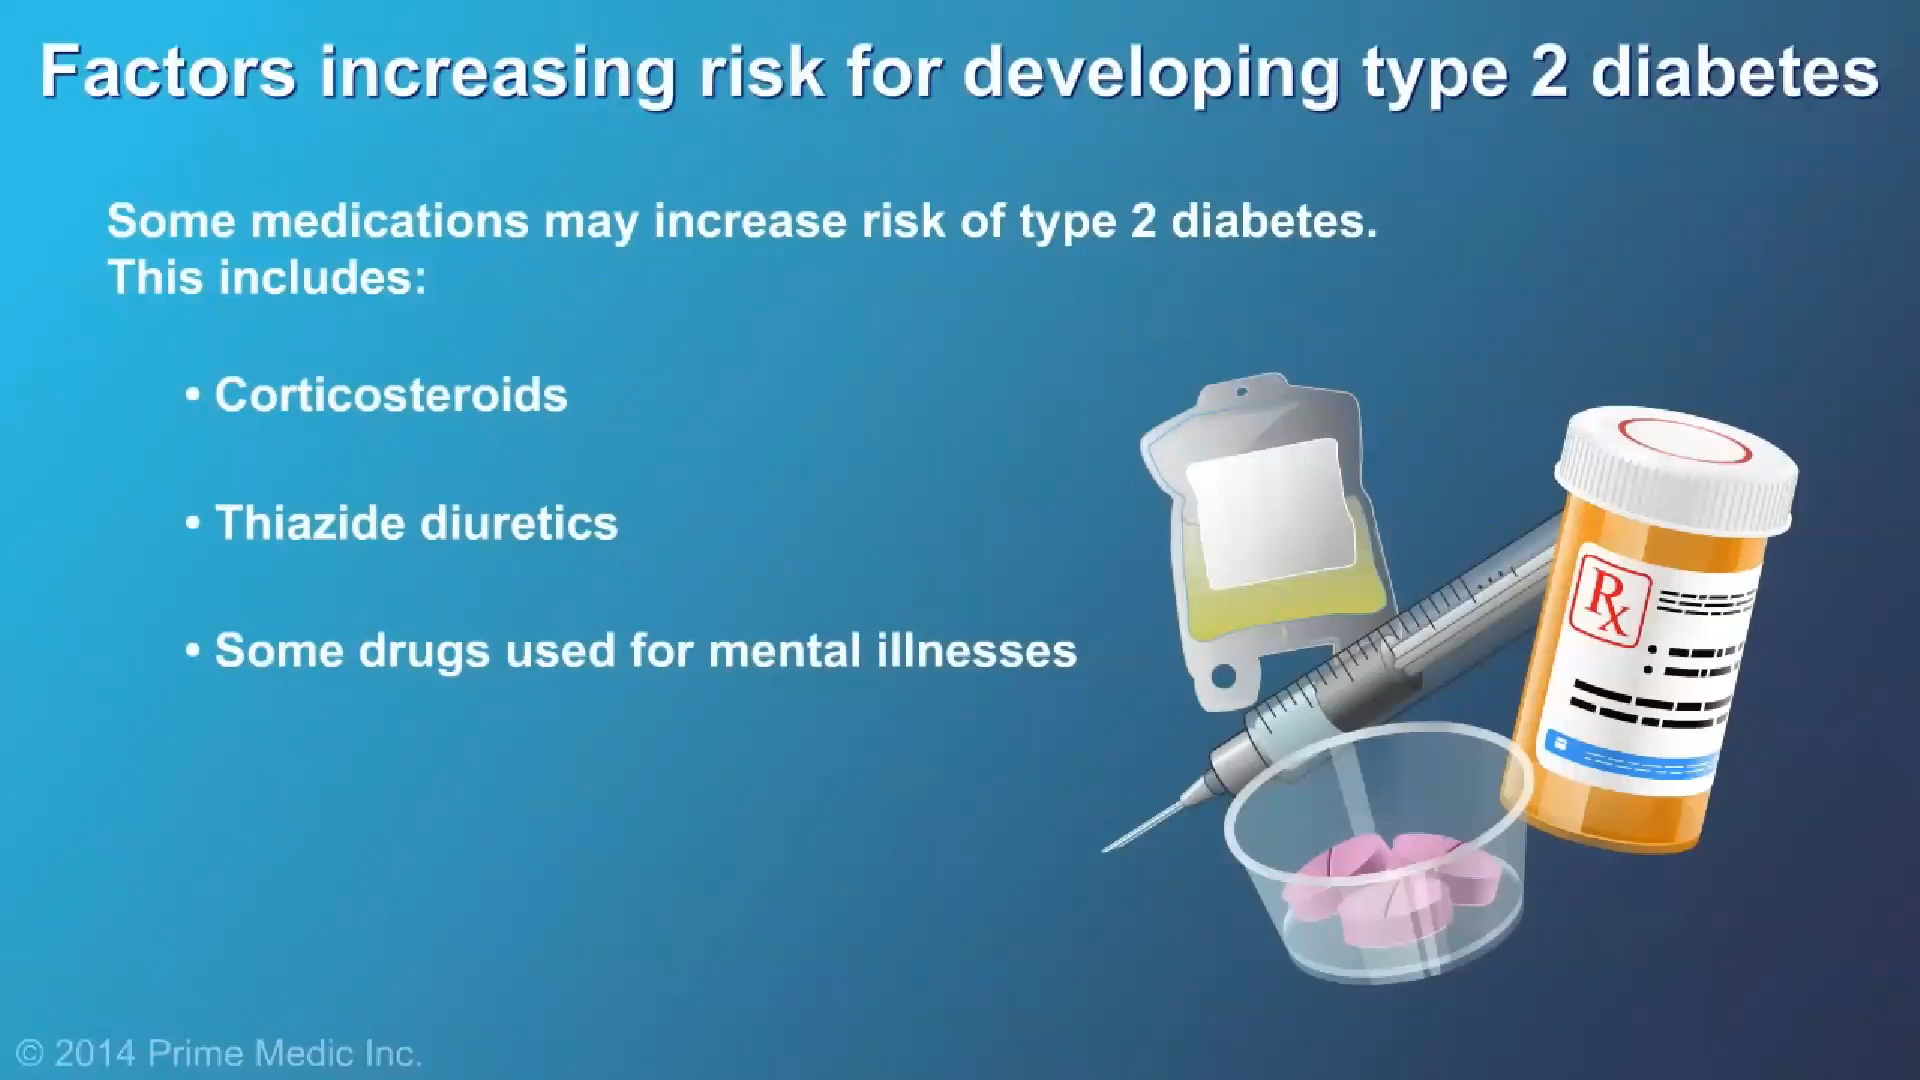 Factors increasing risk for developing type 2 diabetes
Some medications may increase risk of type 2 diabetes.
This includes:
• Corticosteroids
• Thiazide diuretics
• Some drugs used for mental illnesses
Rx
© 2014 Prime Medic Inc.